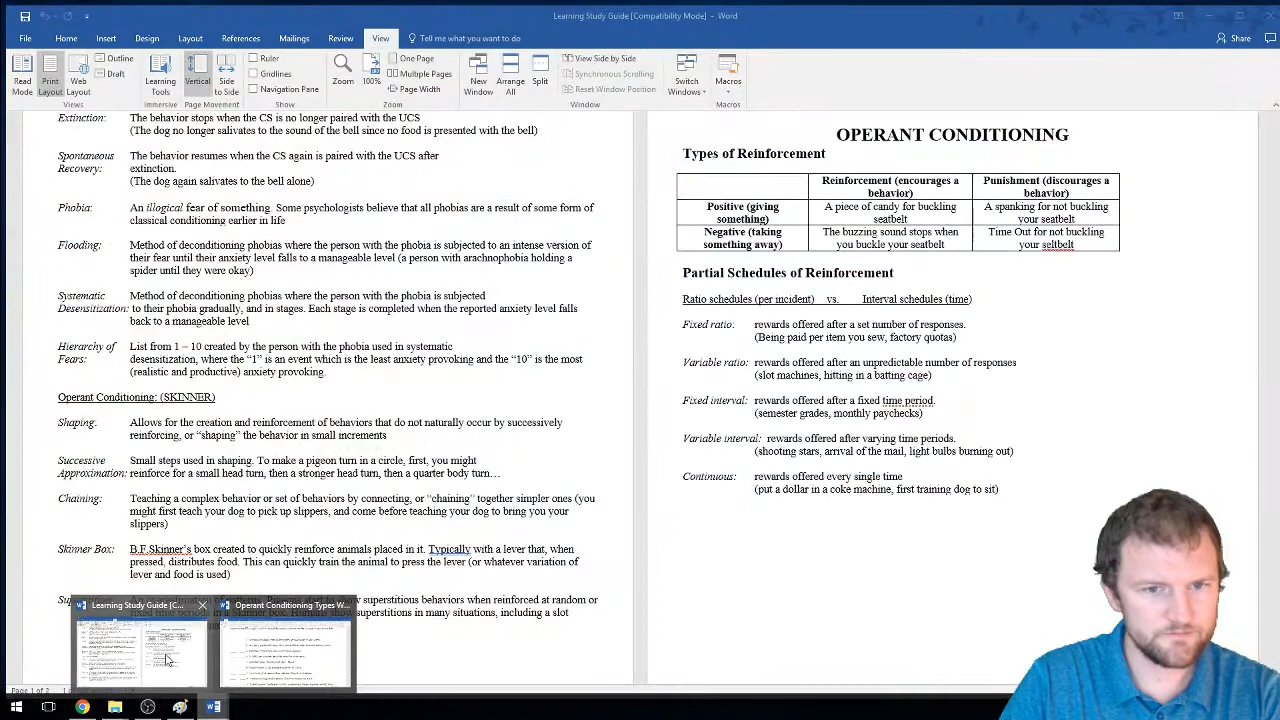 Learning Study Guide [Compatibility Mode] - Word
File Home Insert Design Layout References Mailings Review View Tell me what you want to do Share
Read Mode
Print Layout
Web Layout
Outline
Draft
Views
Learning Tools
Immersive
Vertical
Side to Side
Page Movement
Ruler
Gridlines
Navigation Pane
Show
Zoom
100%
One Page
Multiple Pages
Page Width
Zoom
New Window
Arrange All
Split
View Side by Side
Synchronous Scrolling
Reset Window Position
Window
Switch Windows
Macros
Macros
Extinction: The behavior stops when the CS is no longer paired with the UCS
(The dog no longer salivates to the sound of the bell since no food is presented with the bell)
Spontaneous The behavior resumes when the CS again is paired with the UCS after
Recovery: extinction.
(The dog again salivates to the bell alone)
Phobia: An illogical fear of something. Some psychologists believe that all phobias are a result of some form of
classical conditioning earlier in life
Flooding: Method of deconditioning phobias where the person with the phobia is subjected to an intense version of
their fear until their anxiety level falls to a manageable level (a person with arachnophobia holding a
spider until they were okay)
Systematic Method of deconditioning phobias where the person with the phobia is subjected
Desensitization: to their phobia gradually, and in stages. Each stage is completed when the reported anxiety level falls
back to a manageable level
Hierarchy of List from 1 – 10 created by the person with the phobia used in systematic
Fears: desensitization, where the “1” is an event which is the least anxiety provoking and the “10” is the most
(realistic and productive) anxiety provoking.
Operant Conditioning: (SKINNER)
Shaping: Allows for the creation and reinforcement of behaviors that do not naturally occur by successively
reinforcing, or “shaping” the behavior in small increments
Successive Small steps used in shaping. To make a pigeon turn in a circle, first, you might
Approximation: reinforce for a small head turn, then a stronger head turn, then a quarter body turn…
Chaining: Teaching a complex behavior or set of behaviors by connecting, or “chaining” together simpler ones (you
might first teach your dog to pick up slippers, and come before teaching your dog to bring you your
slippers)
Skinner Box: B.F.Skinner’s box created to quickly reinforce animals placed in it. Typically with a lever that, when
pressed, distributes food. This can quickly train the animal to press the lever (or whatever variation of
lever and food is used)
superstitious behaviors when reinforced at random or
superstitions in many situations, including a slot
Learning Study Guide [C...
Operant Conditioning Types W...
OPERANT CONDITIONING
Types of Reinforcement
Reinforcement (encourages a behavior)
Punishment (discourages a behavior)
Positive (giving something)
A piece of candy for buckling seatbelt
A spanking for not buckling your seatbelt
Negative (taking something away)
The buzzing sound stops when you buckle your seatbelt
Time Out for not buckling your seltbelt
Partial Schedules of Reinforcement
Ratio schedules (per incident) vs. Interval schedules (time)
Fixed ratio: rewards offered after a set number of responses.
(Being paid per item you sew, factory quotas)
Variable ratio: rewards offered after an unpredictable number of responses
(slot machines, hitting in a batting cage)
Fixed interval: rewards offered after a fixed time period.
(semester grades, monthly paychecks)
Variable interval: rewards offered after varying time periods.
(shooting stars, arrival of the mail, light bulbs burning out)
Continuous: rewards offered every single time
(put a dollar in a coke machine, first training dog to sit)